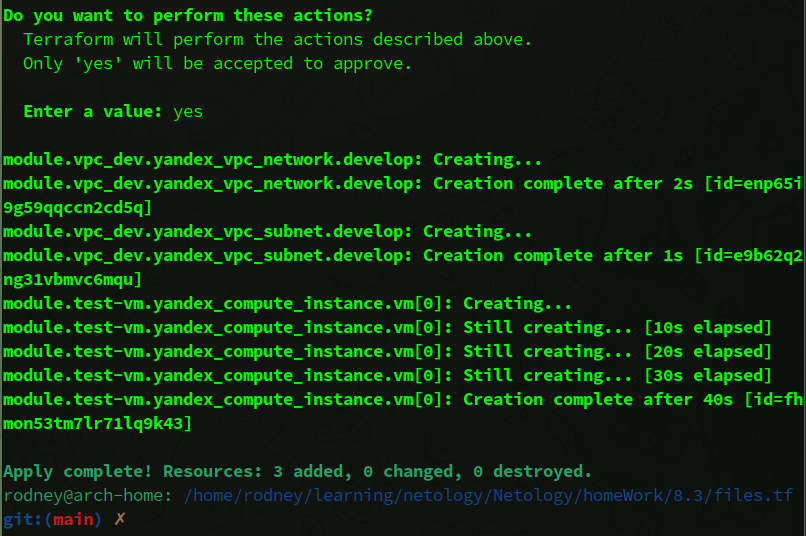 Do you want to perform these actions?
  Terraform will perform the actions described above.
  Only 'yes' will be accepted to approve.

  Enter a value: yes

module.vpc_dev.yandex_vpc_network.develop: Creating...
module.vpc_dev.yandex_vpc_network.develop: Creation complete after 2s [id=enp65i
9g59qqccn2cd5q]
module.vpc_dev.yandex_vpc_subnet.develop: Creating...
module.vpc_dev.yandex_vpc_subnet.develop: Creation complete after 1s [id=e9b62q2
ng31vbmvc6mqu]
module.test-vm.yandex_compute_instance.vm[0]: Creating...
module.test-vm.yandex_compute_instance.vm[0]: Still creating... [10s elapsed]
module.test-vm.yandex_compute_instance.vm[0]: Still creating... [20s elapsed]
module.test-vm.yandex_compute_instance.vm[0]: Still creating... [30s elapsed]
module.test-vm.yandex_compute_instance.vm[0]: Creation complete after 40s [id=fh
mon53tm7lr71lq9k43]

Apply complete! Resources: 3 added, 0 changed, 0 destroyed.
rodney@arch-home: /home/rodney/learning/netology/Netology/homeWork/8.3/files.tf
git:(main) ✗